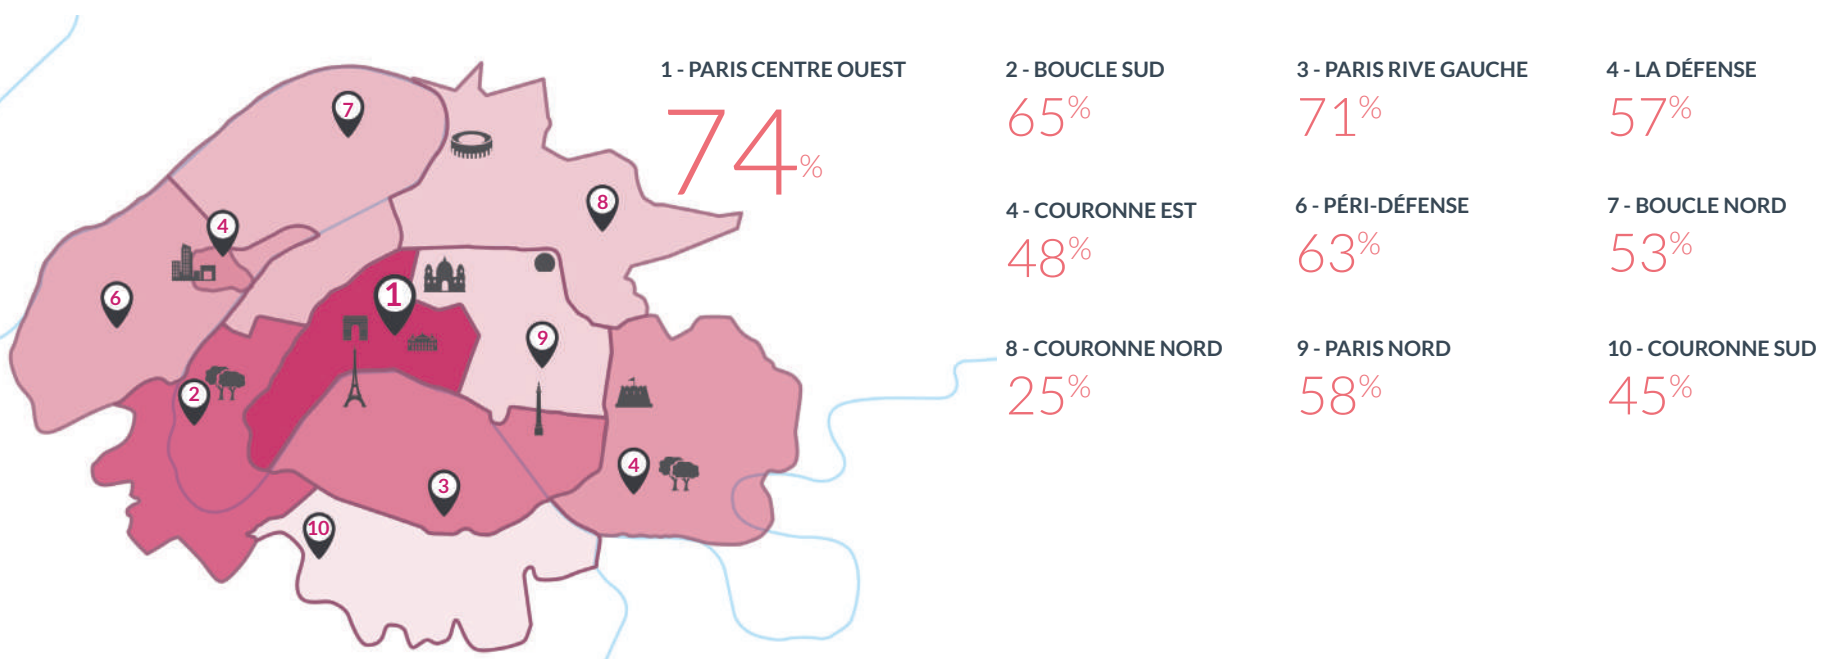 1 - PARIS CENTRE OUEST
74%
2 - BOUCLE SUD
65%
3 - PARIS RIVE GAUCHE
71%
4 - LA DÉFENSE
57%
4 - COURONNE EST
48%
6 - PÉRI-DÉFENSE
63%
7 - BOUCLE NORD
53%
8 - COURONNE NORD
25%
9 - PARIS NORD
58%
10 - COURONNE SUD
45%
7
8
4
6
1
9
2
4
3
10